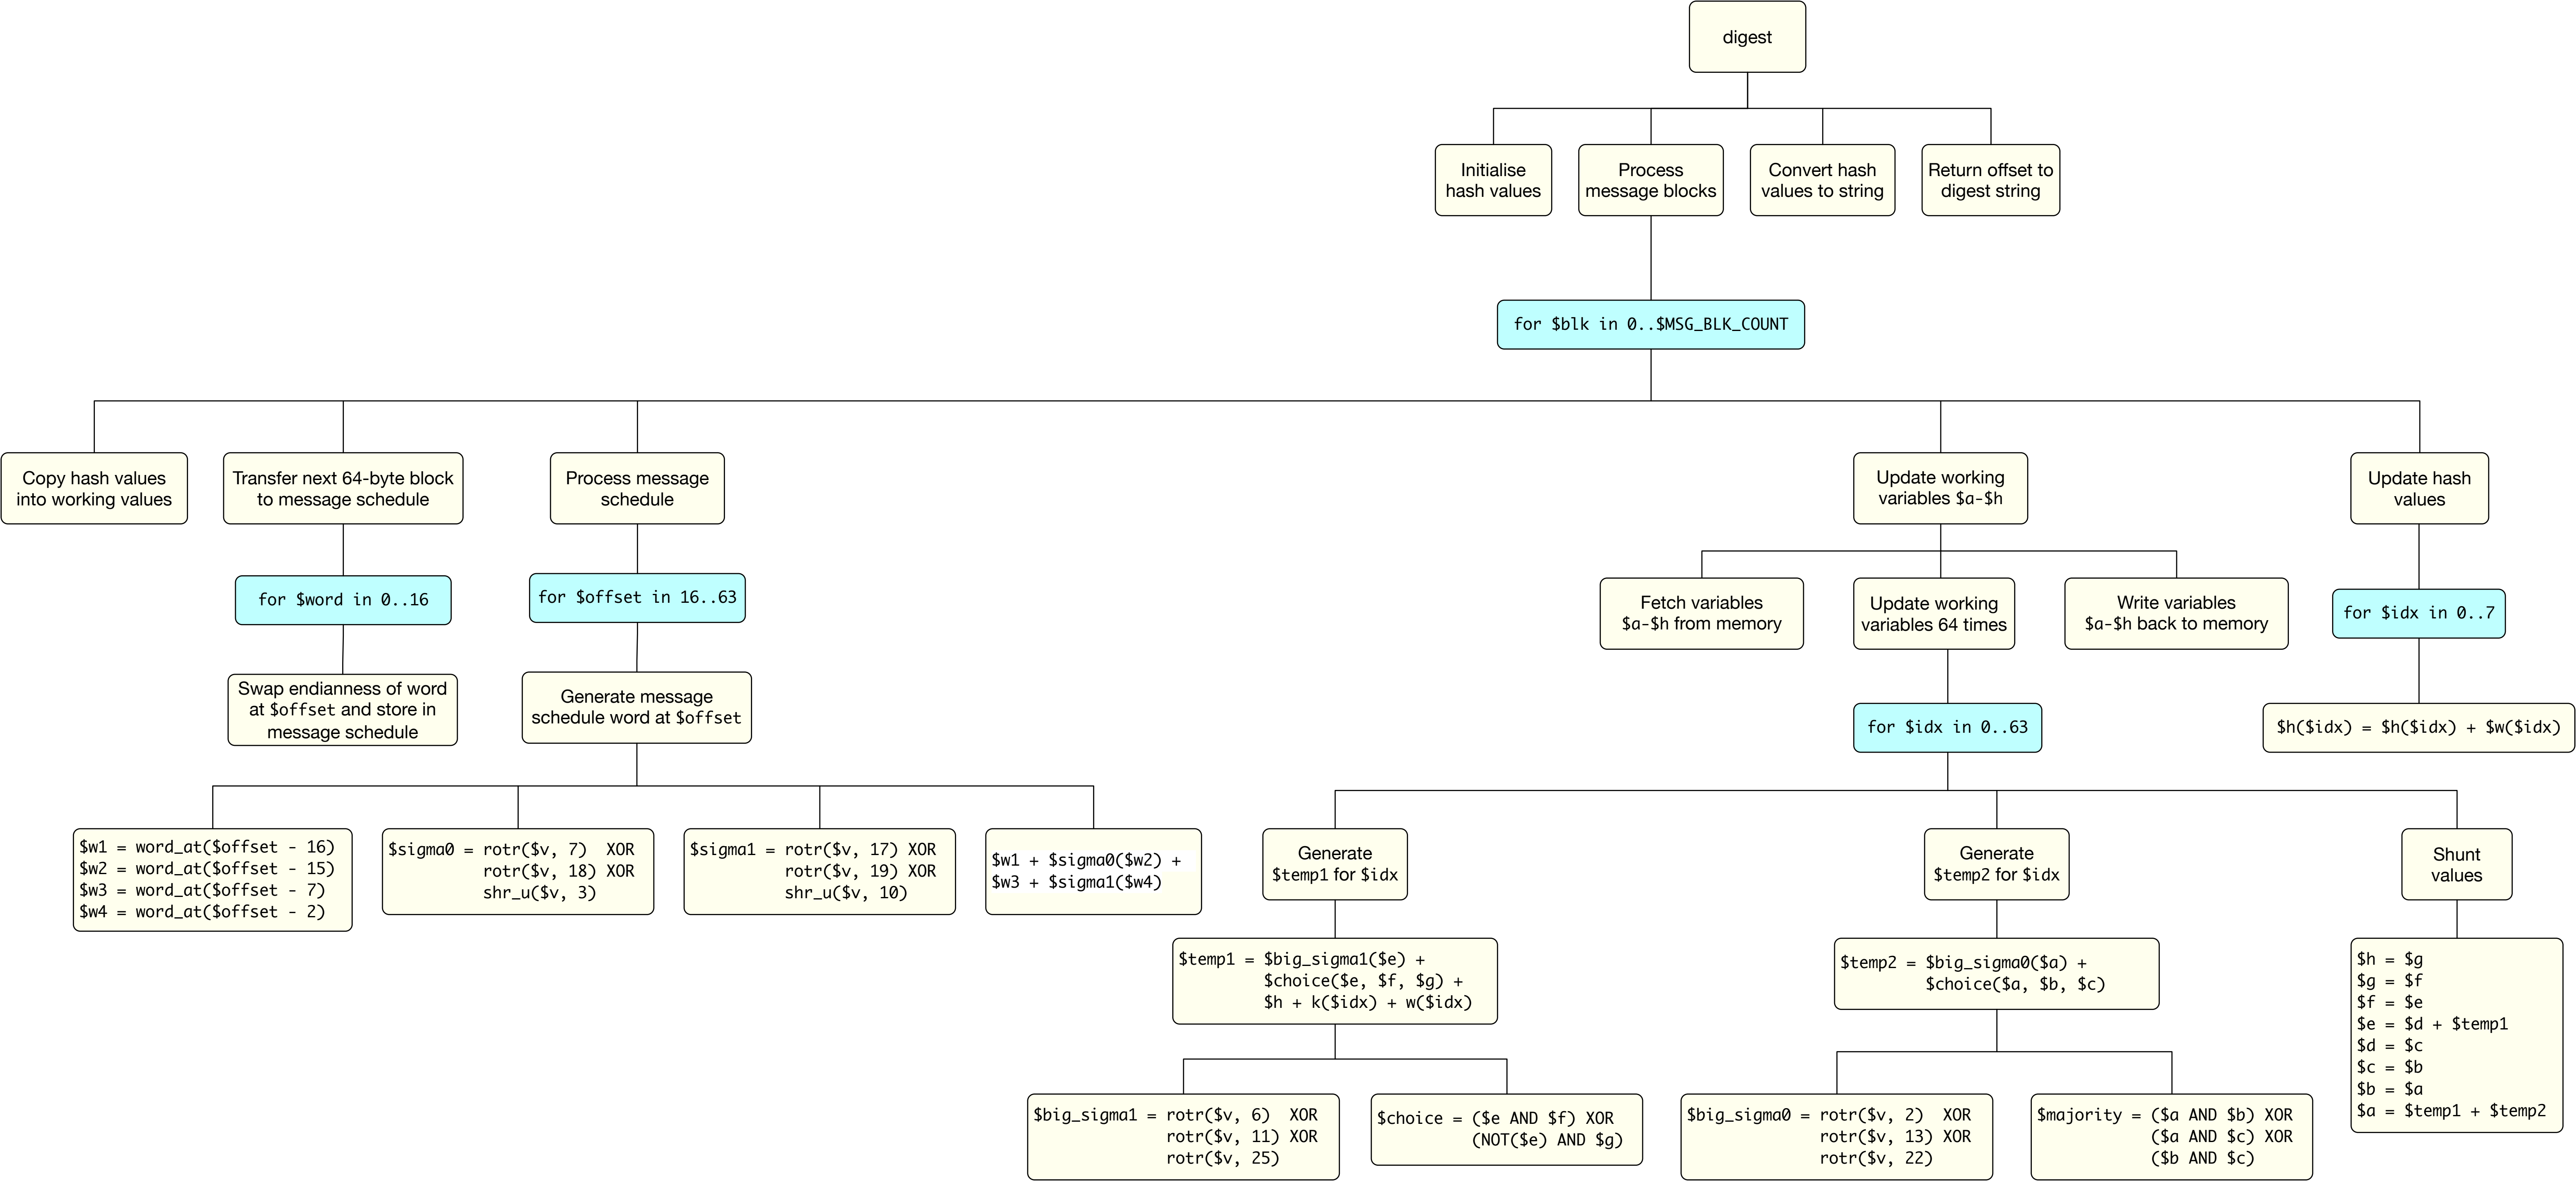 digest
Initialise
hash values
Process
message blocks
Convert hash
values to string
Return offset to
digest string
for $blk in 0..$MSG_BLK_COUNT
Copy hash values
into working values
Transfer next 64-byte block
to message schedule
Process message
schedule
Update working
variables $a-$h
Update hash
values
for $word in 0..16
for $offset in 16..63
Fetch variables
$a-$h from memory
Update working
variables 64 times
Write variables
$a-$h back to memory
for $idx in 0..7
Swap endianness of word
at $offset and store in
message schedule
Generate message
schedule word at $offset
for $idx in 0..63
$h($idx) = $h($idx) + $w($idx)
$w1 = word_at($offset - 16)
$w2 = word_at($offset - 15)
$w3 = word_at($offset - 7)
$w4 = word_at($offset - 2)
$sigma0 = rotr($v, 7) XOR
rotr($v, 18) XOR
shr_u($v, 3)
$sigma1 = rotr($v, 17) XOR
rotr($v, 19) XOR
shr_u($v, 10)
$w1 + $sigma0($w2) +
$w3 + $sigma1($w4)
Generate
$temp1 for $idx
Generate
$temp2 for $idx
Shunt
values
$temp1 = $big_sigma1($e) +
$choice($e, $f, $g) +
$h + k($idx) + w($idx)
$temp2 = $big_sigma0($a) +
$choice($a, $b, $c)
$h = $g
$g = $f
$f = $e
$e = $d + $temp1
$d = $c
$c = $b
$b = $a
$a = $temp1 + $temp2
$big_sigma1 = rotr($v, 6) XOR
rotr($v, 11) XOR
rotr($v, 25)
$choice = ($e AND $f) XOR
(NOT($e) AND $g)
$big_sigma0 = rotr($v, 2) XOR
rotr($v, 13) XOR
rotr($v, 22)
$majority = ($a AND $b) XOR
($a AND $c) XOR
($b AND $c)